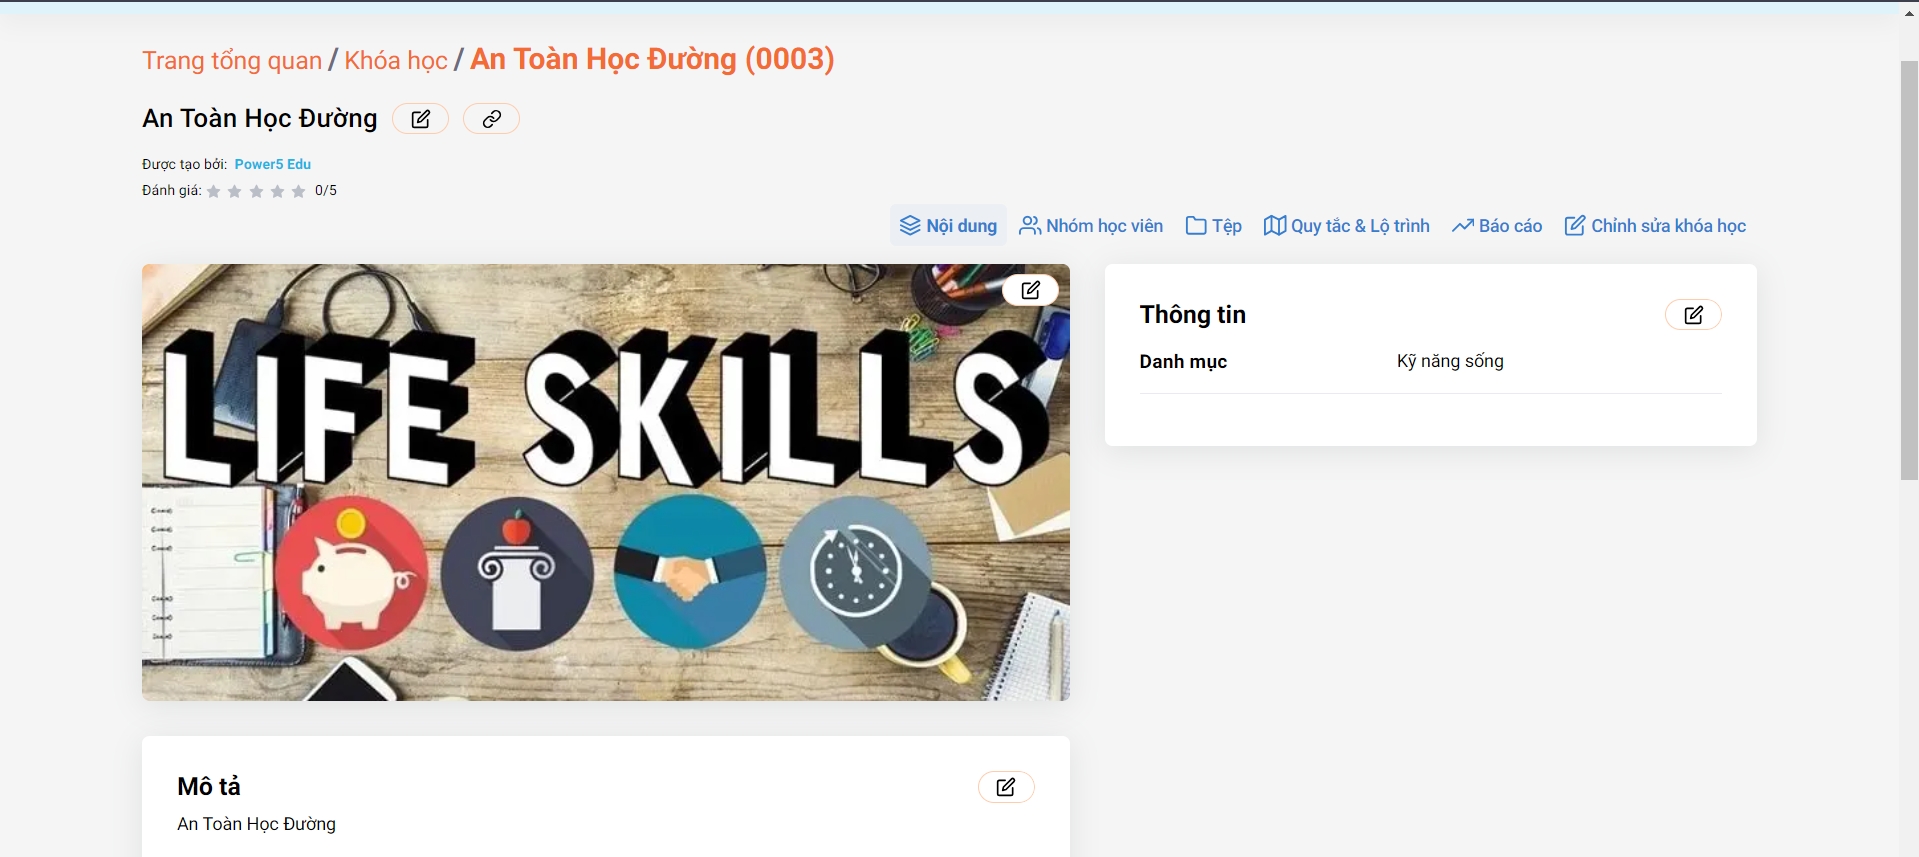 Trang tổng quan / Khóa học / An Toàn Học Đường (0003)
An Toàn Học Đường
Được tạo bởi: Power5 Edu
Đánh giá: 0/5
Nội dung Nhóm học viên Tệp Quy tắc & Lộ trình Báo cáo Chỉnh sửa khóa học
LIFE SKILLS
Thông tin
Danh mục Kỹ năng sống
Mô tả
An Toàn Học Đường